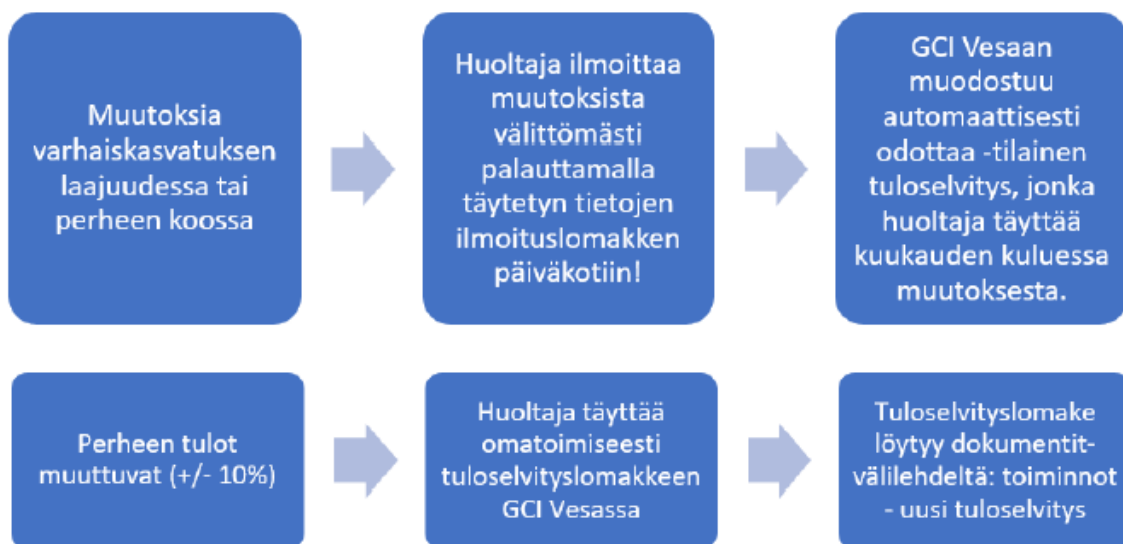 Muutoksia
varhaiskasvatuksen
laajuudessa tai
perheen koossa
Huoltaja ilmoittaa
muutoksista
välittömästi
palauttamalla
täytetyn tietojen
ilmoituslomakken
päiväkotiin!
GCI Vesaan
muodostuu
automaattisesti
odottaa -tilainen
tuloselvitys, jonka
huoltaja täyttää
kuukauden kuluessa
muutoksesta.
Perheen tulot
muuttuvat (+/- 10%)
Huoltaja täyttää
omatoimiseesti
tuloselvityslomakkeen
GCI Vesassa
Tuloselvityslomake
löytyy dokumentit-
välilehdeltä: toiminnot
- uusi tuloselvitys